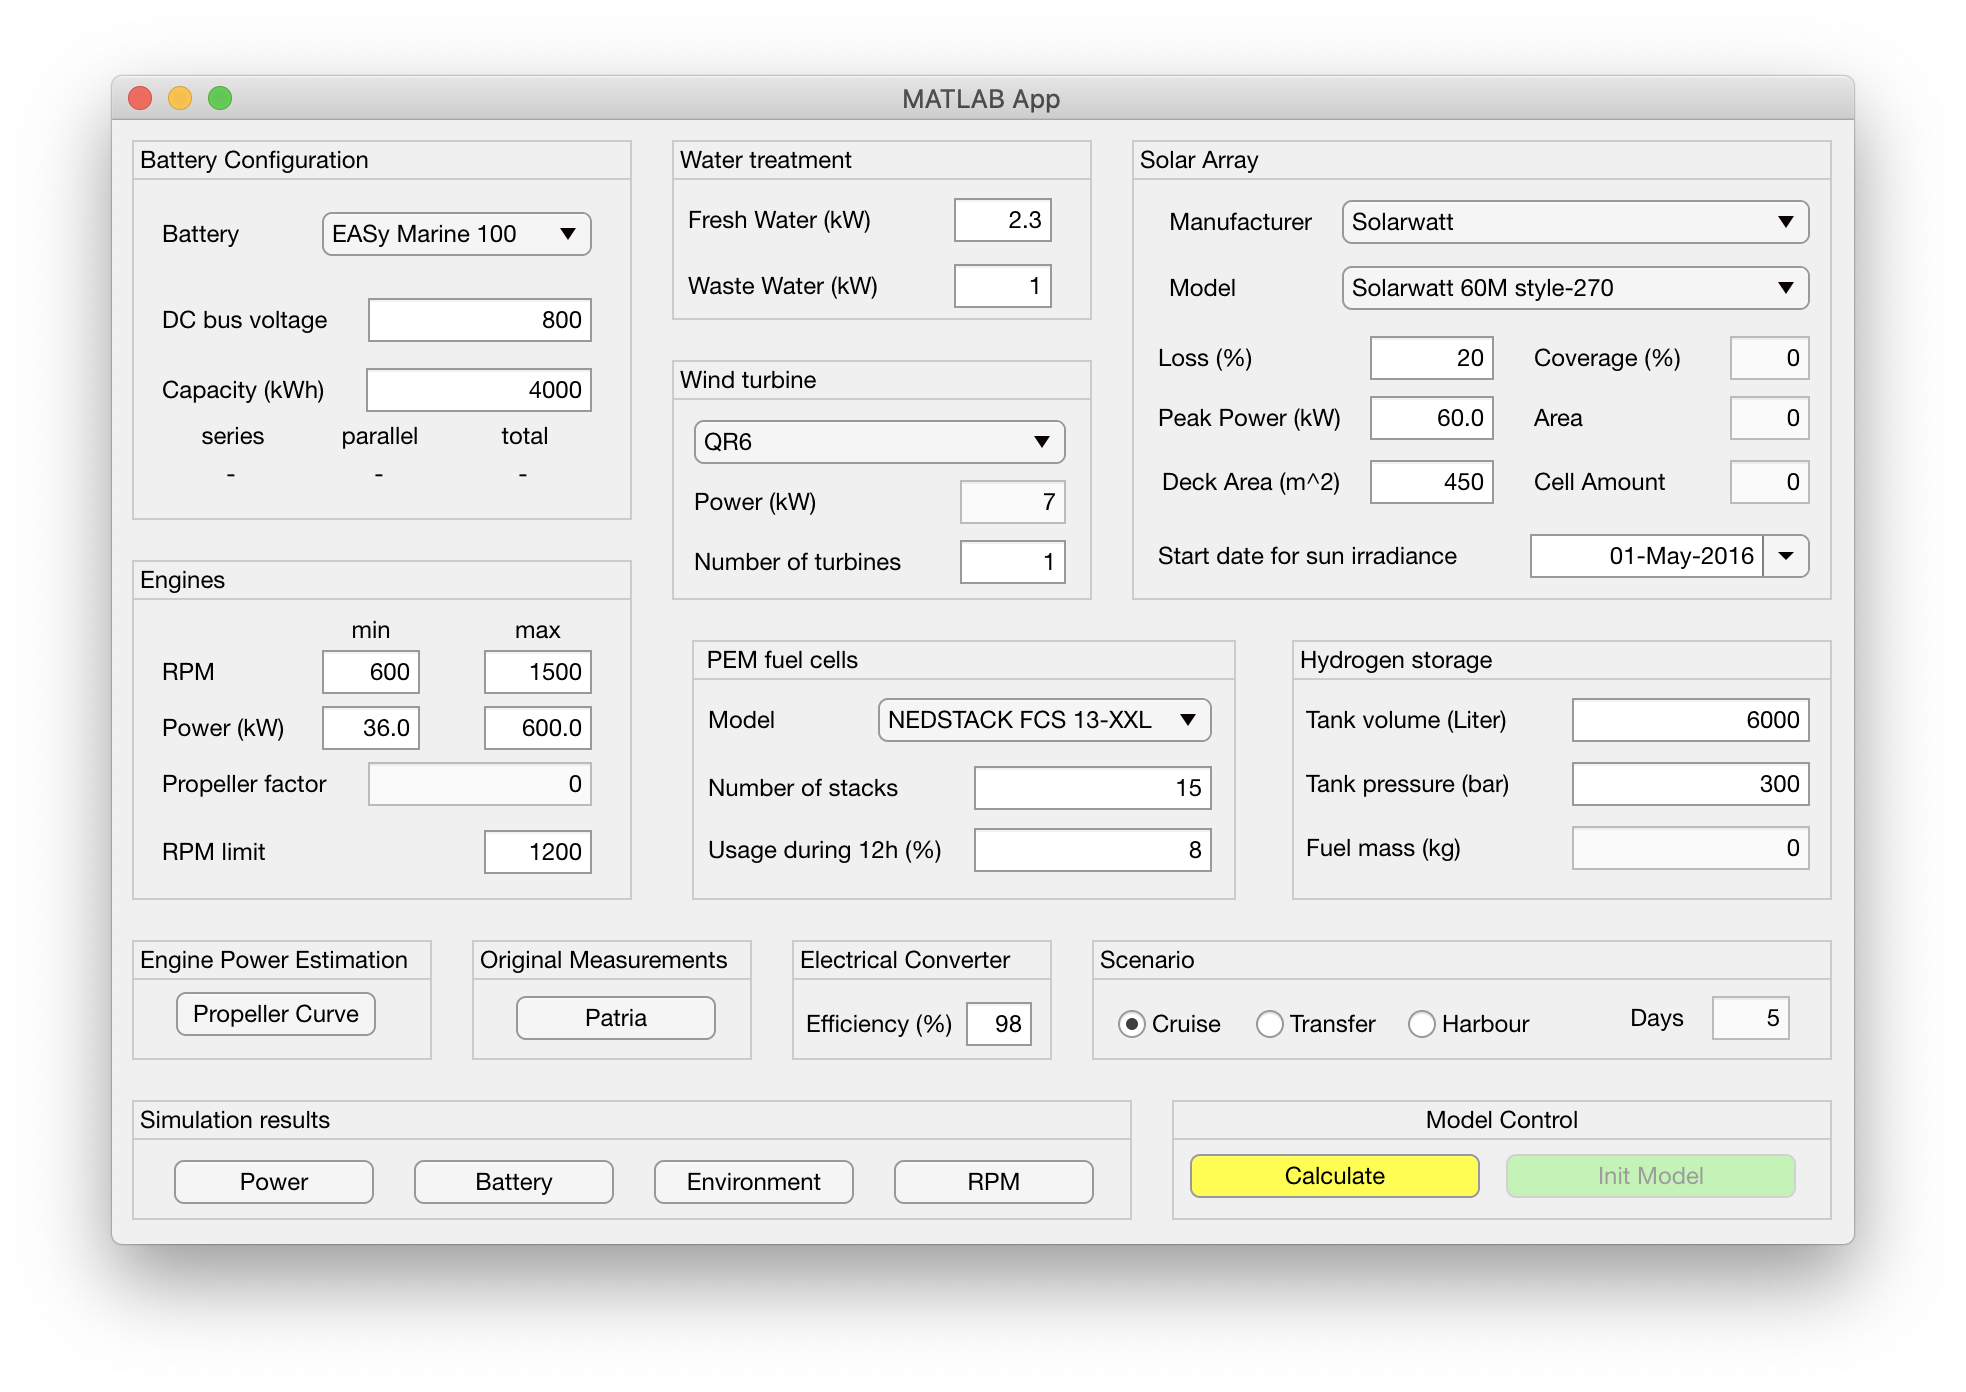 MATLAB App
Battery Configuration
Battery EASy Marine 100
DC bus voltage 800
Capacity (kWh) 4000
series parallel total
- - -
Water treatment
Fresh Water (kW) 2.3
Waste Water (kW) 1
Wind turbine
QR6
Power (kW) 7
Number of turbines 1
Solar Array
Manufacturer Solarwatt
Model Solarwatt 60M style-270
Loss (%) 20 Coverage (%) 0
Peak Power (kW) 60.0 Area 0
Deck Area (m^2) 450 Cell Amount 0
Start date for sun irradiance 01-May-2016
Engines
min max
RPM 600 1500
Power (kW) 36.0 600.0
Propeller factor 0
RPM limit 1200
PEM fuel cells
Model NEDSTACK FCS 13-XXL
Number of stacks 15
Usage during 12h (%) 8
Hydrogen storage
Tank volume (Liter) 6000
Tank pressure (bar) 300
Fuel mass (kg) 0
Engine Power Estimation
Propeller Curve
Original Measurements
Patria
Electrical Converter
Efficiency (%) 98
Scenario
Cruise Transfer Harbour Days 5
Simulation results
Power Battery Environment RPM
Model Control
Calculate Init Model